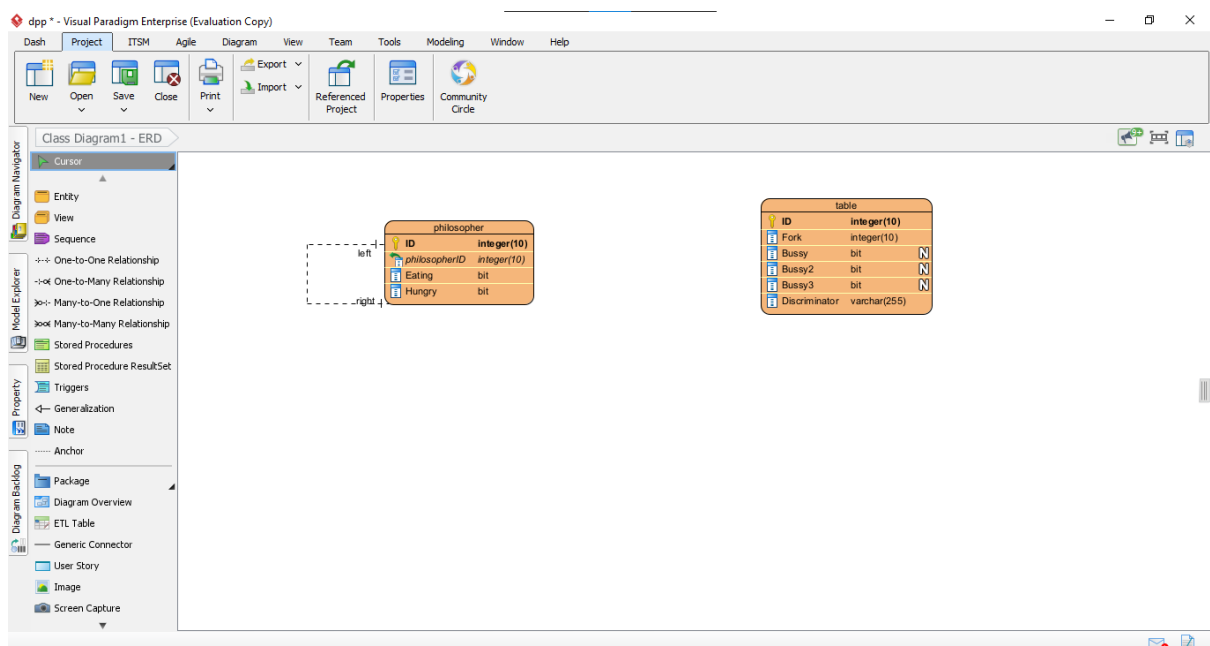 dpp * - Visual Paradigm Enterprise (Evaluation Copy)
Dash Project ITSM Agile Diagram View Team Tools Modeling Window Help
New Open Save Close Print Export Import Referenced Project Properties Community Circle
Class Diagram1 - ERD
Diagram Navigator
Model Explorer
Property
Diagram Backlog
Cursor
Entity
View
Sequence
One-to-One Relationship
One-to-Many Relationship
Many-to-One Relationship
Many-to-Many Relationship
Stored Procedures
Stored Procedure ResultSet
Triggers
Generalization
Note
Anchor
Package
Diagram Overview
ETL Table
Generic Connector
User Story
Image
Screen Capture
left
right
philosopher
ID integer(10)
philosopherID integer(10)
Eating bit
Hungry bit
table
ID integer(10)
Fork integer(10)
Bussy bit N
Bussy2 bit N
Bussy3 bit N
Discriminator varchar(255)